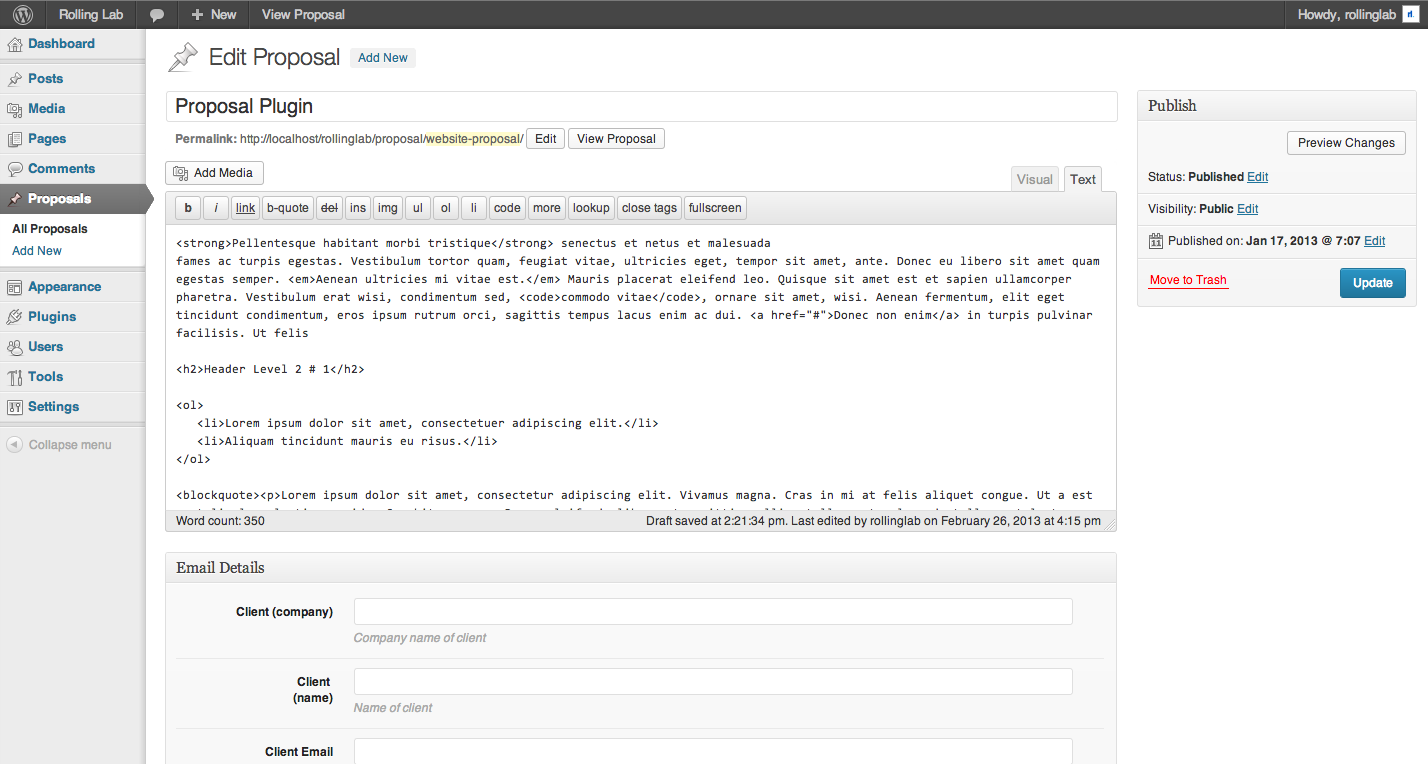 Rolling Lab
New
View Proposal
Howdy, rollinglab
rl.
Dashboard
Posts
Media
Pages
Comments
Proposals
All Proposals
Add New
Appearance
Plugins
Users
Tools
Settings
Collapse menu
Edit Proposal
Add New
Proposal Plugin
Permalink: http://localhost/rollinglab/proposal/website-proposal/ Edit View Proposal
Add Media
Visual Text
b i link b-quote del ins img ul ol li code more lookup close tags fullscreen
<strong>Pellentesque habitant morbi tristique</strong> senectus et netus et malesuada
fames ac turpis egestas. Vestibulum tortor quam, feugiat vitae, ultricies eget, tempor sit amet, ante. Donec eu libero sit amet quam
egestas semper. <em>Aenean ultricies mi vitae est.</em> Mauris placerat eleifend leo. Quisque sit amet est et sapien ullamcorper
pharetra. Vestibulum erat wisi, condimentum sed, <code>commodo vitae</code>, ornare sit amet, wisi. Aenean fermentum, elit eget
tincidunt condimentum, eros ipsum rutrum orci, sagittis tempus lacus enim ac dui. <a href="#">Donec non enim</a> in turpis pulvinar
facilisis. Ut felis
<h2>Header Level 2 # 1</h2>
<ol>
<li>Lorem ipsum dolor sit amet, consectetuer adipiscing elit.</li>
<li>Aliquam tincidunt mauris eu risus.</li>
</ol>
<blockquote><p>Lorem ipsum dolor sit amet, consectetur adipiscing elit. Vivamus magna. Cras in mi at felis aliquet congue. Ut a est
Word count: 350
Draft saved at 2:21:34 pm. Last edited by rollinglab on February 26, 2013 at 4:15 pm
Email Details
Client (company)
Company name of client
Client
(name)
Name of client
Client Email
Publish
Preview Changes
Status: Published Edit
Visibility: Public Edit
11 Published on: Jan 17, 2013 @ 7:07 Edit
Move to Trash
Update